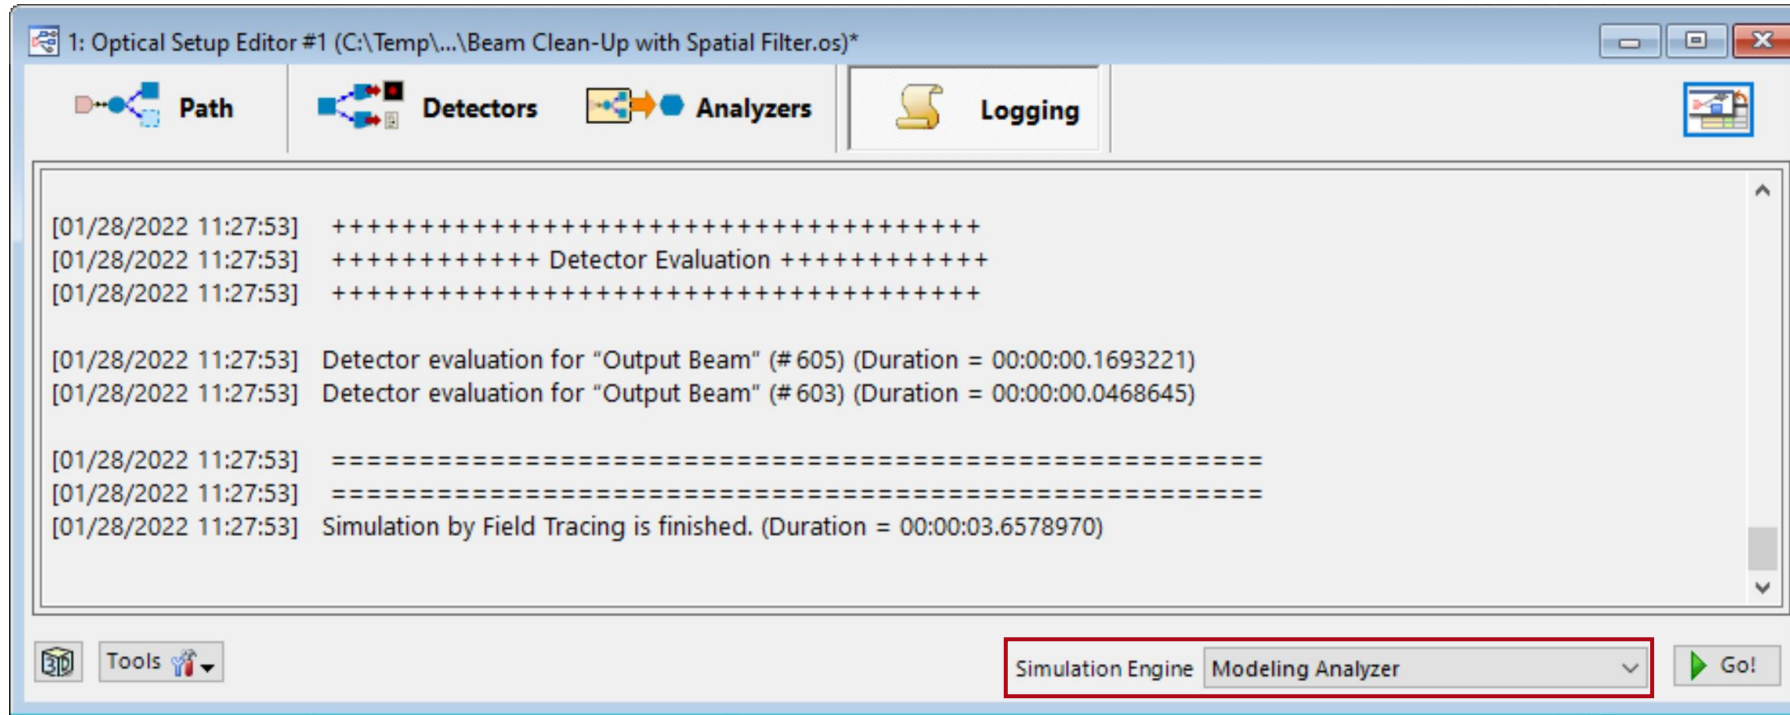 1: Optical Setup Editor #1 (C:\Temp\...\Beam Clean-Up with Spatial Filter.os)*
Path Detectors Analyzers Logging
[01/28/2022 11:27:53] +++++++++++++++++++++++++++++++++++++
[01/28/2022 11:27:53] ++++++++++++ Detector Evaluation ++++++++++++
[01/28/2022 11:27:53] +++++++++++++++++++++++++++++++++++++
[01/28/2022 11:27:53] Detector evaluation for “Output Beam” (# 605) (Duration = 00:00:00.1693221)
[01/28/2022 11:27:53] Detector evaluation for “Output Beam” (# 603) (Duration = 00:00:00.0468645)
[01/28/2022 11:27:53] =====================================================
[01/28/2022 11:27:53] =====================================================
[01/28/2022 11:27:53] Simulation by Field Tracing is finished. (Duration = 00:00:03.6578970)
3D Tools Simulation Engine Modeling Analyzer Go!